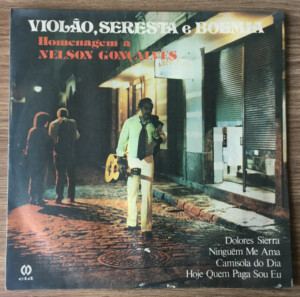 VIOLÃO, SERESTA e BOEMIA
Homenagem a
NELSON GONÇALVES
Dolores Sierra
Ninguém Me Ama
Camisola do Dia
Hoje Quem Paga Sou Eu